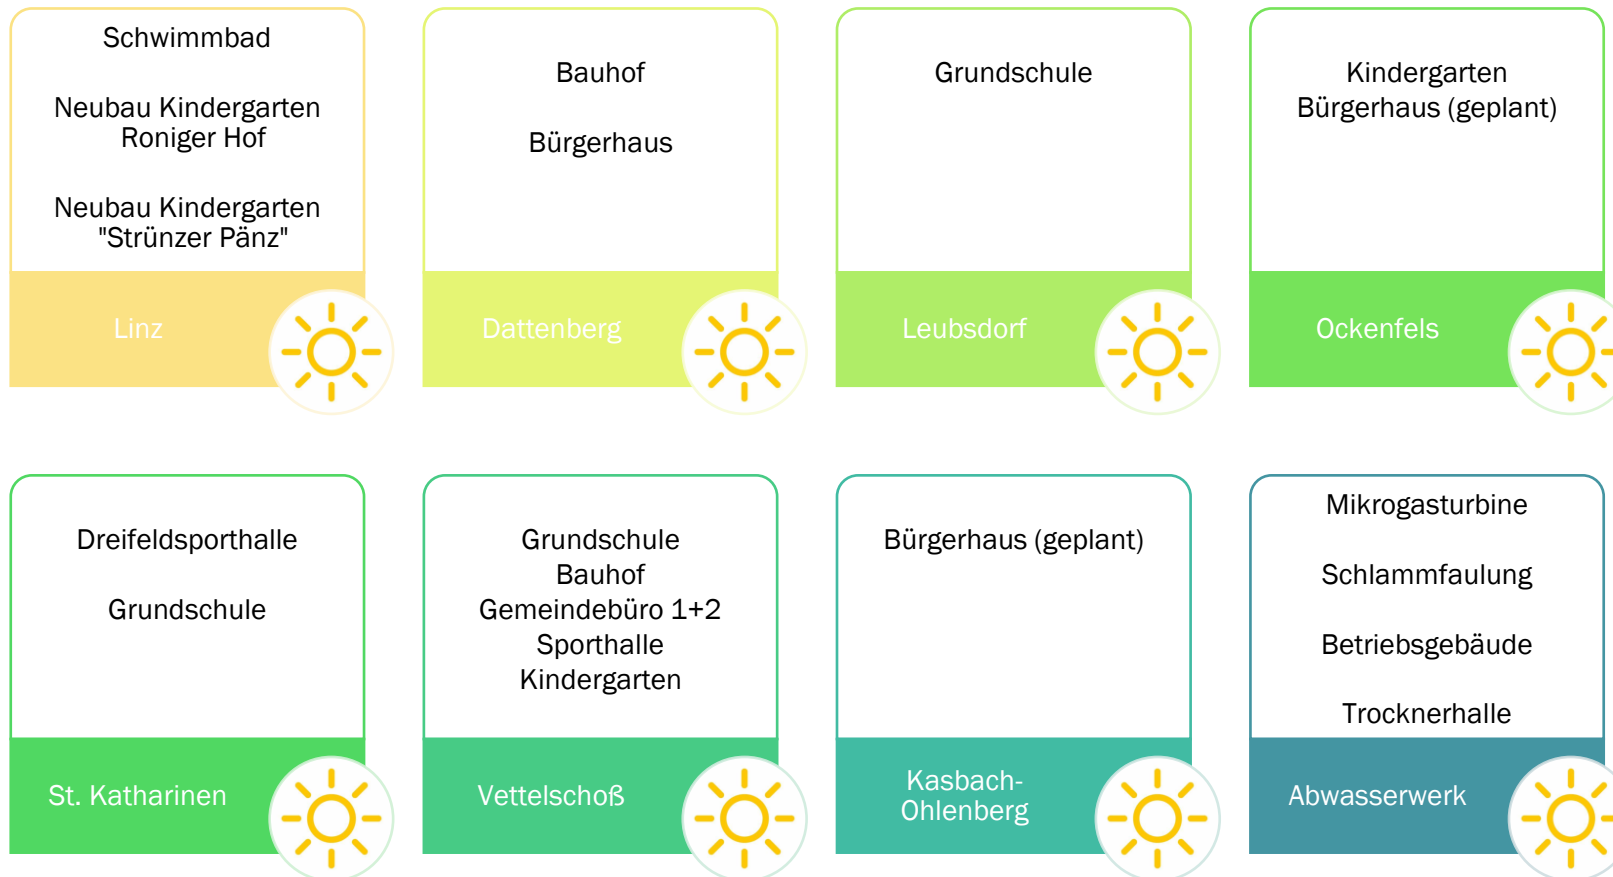 Schwimmbad
Neubau Kindergarten
Roniger Hof
Neubau Kindergarten
"Strünzer Pänz"
Linz
Bauhof
Bürgerhaus
Dattenberg
Grundschule
Leubsdorf
Kindergarten
Bürgerhaus (geplant)
Ockenfels
Dreifeldsporthalle
Grundschule
St. Katharinen
Grundschule
Bauhof
Gemeindebüro 1+2
Sporthalle
Kindergarten
Vettelschoß
Bürgerhaus (geplant)
Kasbach-
Ohlenberg
Mikrogasturbine
Schlammfaulung
Betriebsgebäude
Trocknerhalle
Abwasserwerk